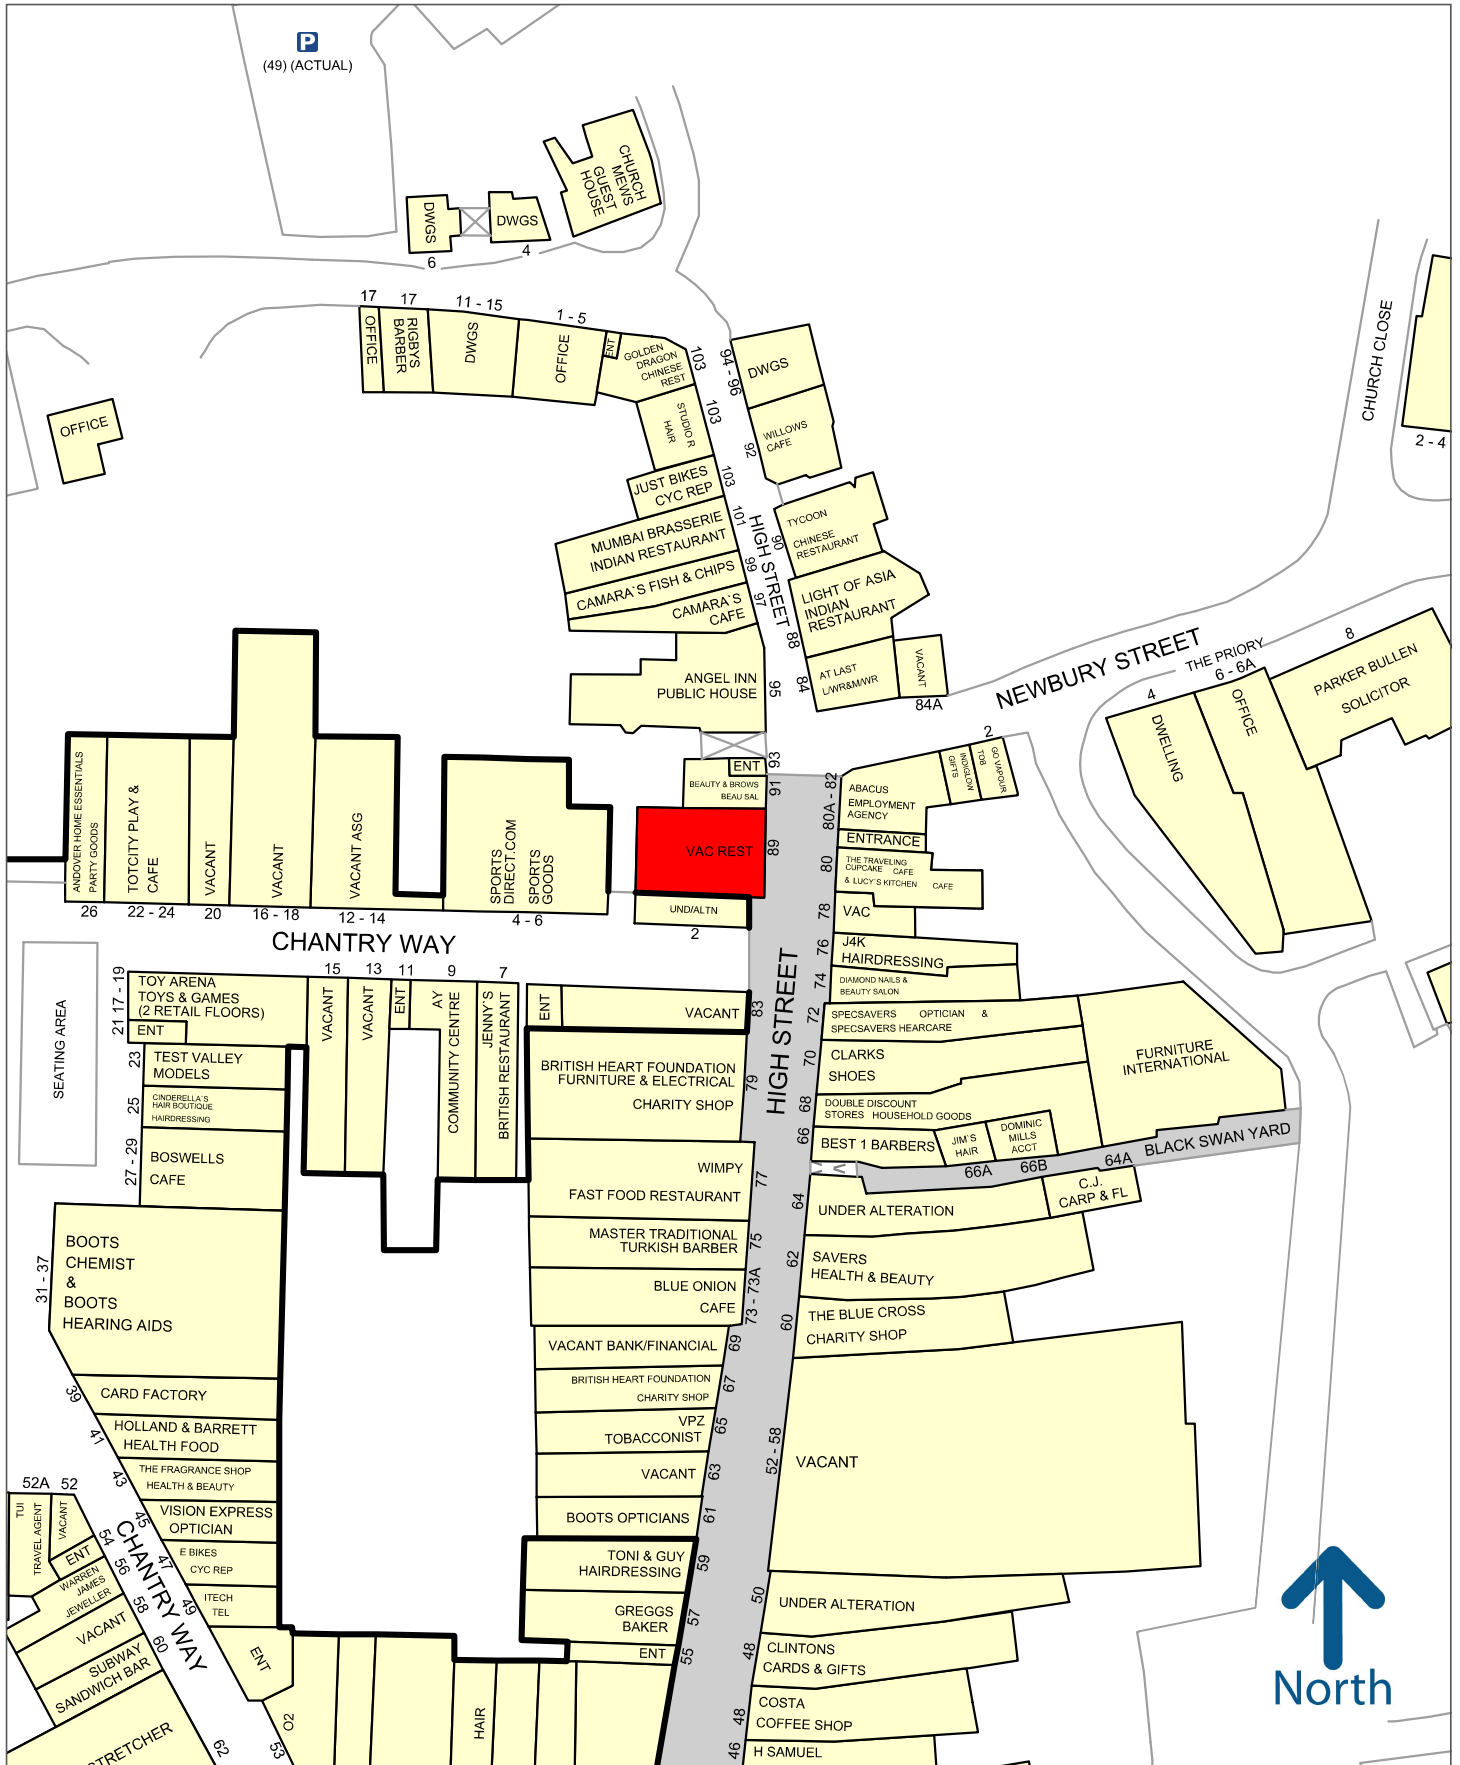 P
(49) (ACTUAL)
CHURCH
MEWS
GUEST
HOUSE
DWGS
6
DWGS
4
17
17
11 - 15
1 - 5
OFFICE
RIGBYS
BARBER
DWGS
OFFICE
ENT
GOLDEN
DRAGON
CHINESE
REST
103
94 - 96
DWGS
CHURCH CLOSE
2 - 4
OFFICE
STUDIO R
HAIR
103
WILLOWS
CAFE
92
JUST BIKES
CYC REP
103
MUMBAI BRASSERIE
INDIAN RESTAURANT
101
HIGH STREET
TYCOON
CHINESE
RESTAURANT
90
CAMARA`S FISH & CHIPS
99
CAMARA`S
CAFE
97
LIGHT OF ASIA
INDIAN
RESTAURANT
88
ANGEL INN
PUBLIC HOUSE
95
AT LAST
L/WR&M/WR
84
VACANT
84A
NEWBURY STREET
THE PRIORY
4
6 - 6A
8
DWELLING
OFFICE
PARKER BULLEN
SOLICITOR
93
ENT
BEAUTY & BROWS
BEAU SAL
91
VAC REST
89
UND/ALTN
2
2
ABACUS
EMPLOYMENT
AGENCY
80A - 82
INDIGLOW
GIFTS
GO VAPOUR
TOB
ENTRANCE
THE TRAVELING
CUPCAKE CAFE
& LUCY`S KITCHEN CAFE
80
VAC
78
J4K
HAIRDRESSING
76
DIAMOND NAILS &
BEAUTY SALON
74
ANDOVER HOME ESSENTIALS
PARTY GOODS
26
TOTCITY PLAY &
CAFE
22 - 24
VACANT
20
VACANT
16 - 18
VACANT ASG
12 - 14
SPORTS
DIRECT.COM
SPORTS
GOODS
4 - 6
CHANTRY WAY
SEATING AREA
TOY ARENA
TOYS & GAMES
(2 RETAIL FLOORS)
17 - 19
ENT
21
TEST VALLEY
MODELS
23
CINDERELLA`S
HAIR BOUTIQUE
HAIRDRESSING
25
BOSWELLS
CAFE
27 - 29
15
VACANT
13
VACANT
11
ENT
9
AY
COMMUNITY CENTRE
7
JENNY`S
BRITISH RESTAURANT
ENT
VACANT
83
HIGH STREET
SPECSAVERS OPTICIAN &
SPECSAVERS HEARCARE
72
CLARKS
SHOES
70
DOUBLE DISCOUNT
STORES HOUSEHOLD GOODS
68
FURNITURE
INTERNATIONAL
BEST 1 BARBERS
66
JIM`S
HAIR
66A
DOMINIC
MILLS
ACCT
66B
64A
BLACK SWAN YARD
BRITISH HEART FOUNDATION
FURNITURE & ELECTRICAL
CHARITY SHOP
79
WIMPY
FAST FOOD RESTAURANT
77
MASTER TRADITIONAL
TURKISH BARBER
75
BLUE ONION
CAFE
73 - 73A
UNDER ALTERATION
64
C.J.
CARP & FL
SAVERS
HEALTH & BEAUTY
62
THE BLUE CROSS
CHARITY SHOP
60
BOOTS
CHEMIST
&
BOOTS
HEARING AIDS
31 - 37
CARD FACTORY
39
HOLLAND & BARRETT
HEALTH FOOD
41
THE FRAGRANCE SHOP
HEALTH & BEAUTY
43
VISION EXPRESS
OPTICIAN
45
E BIKES
CYC REP
47
ITECH
TEL
49
ENT
VACANT BANK/FINANCIAL
69
BRITISH HEART FOUNDATION
CHARITY SHOP
67
VPZ
TOBACCONIST
65
VACANT
63
BOOTS OPTICIANS
61
TONI & GUY
HAIRDRESSING
59
GREGGS
BAKER
57
ENT
55
VACANT
52 - 58
UNDER ALTERATION
50
CLINTONS
CARDS & GIFTS
48
COSTA
COFFEE SHOP
48
H SAMUEL
46
52A
52
TUI
TRAVEL AGENT
VACANT
54
ENT
56
WARREN
JAMES
JEWELLER
58
VACANT
60
SUBWAY
SANDWICH BAR
CHANTRY WAY
STRETCHER
62
O2
53
HAIR
North